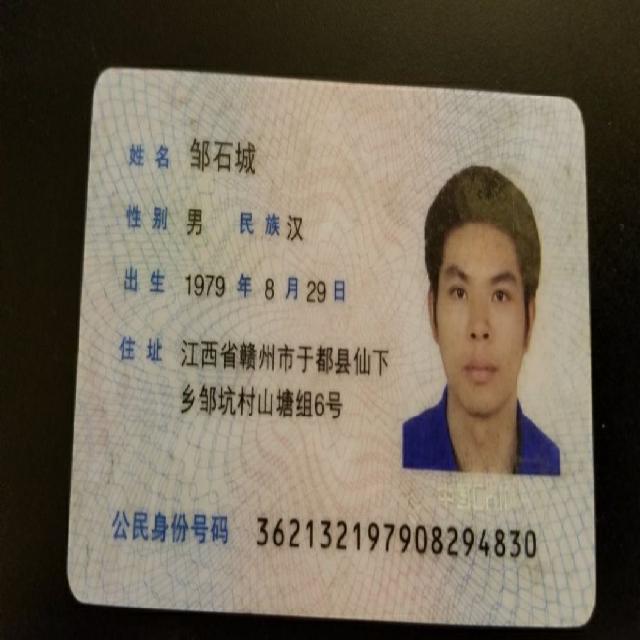 姓名 邹石城
性别 男 民族 汉
出生 1979 年 8 月 29 日
住址 江西省赣州市于都县仙下
乡邹坑村山塘组6号
公民身份号码 362132197908294830